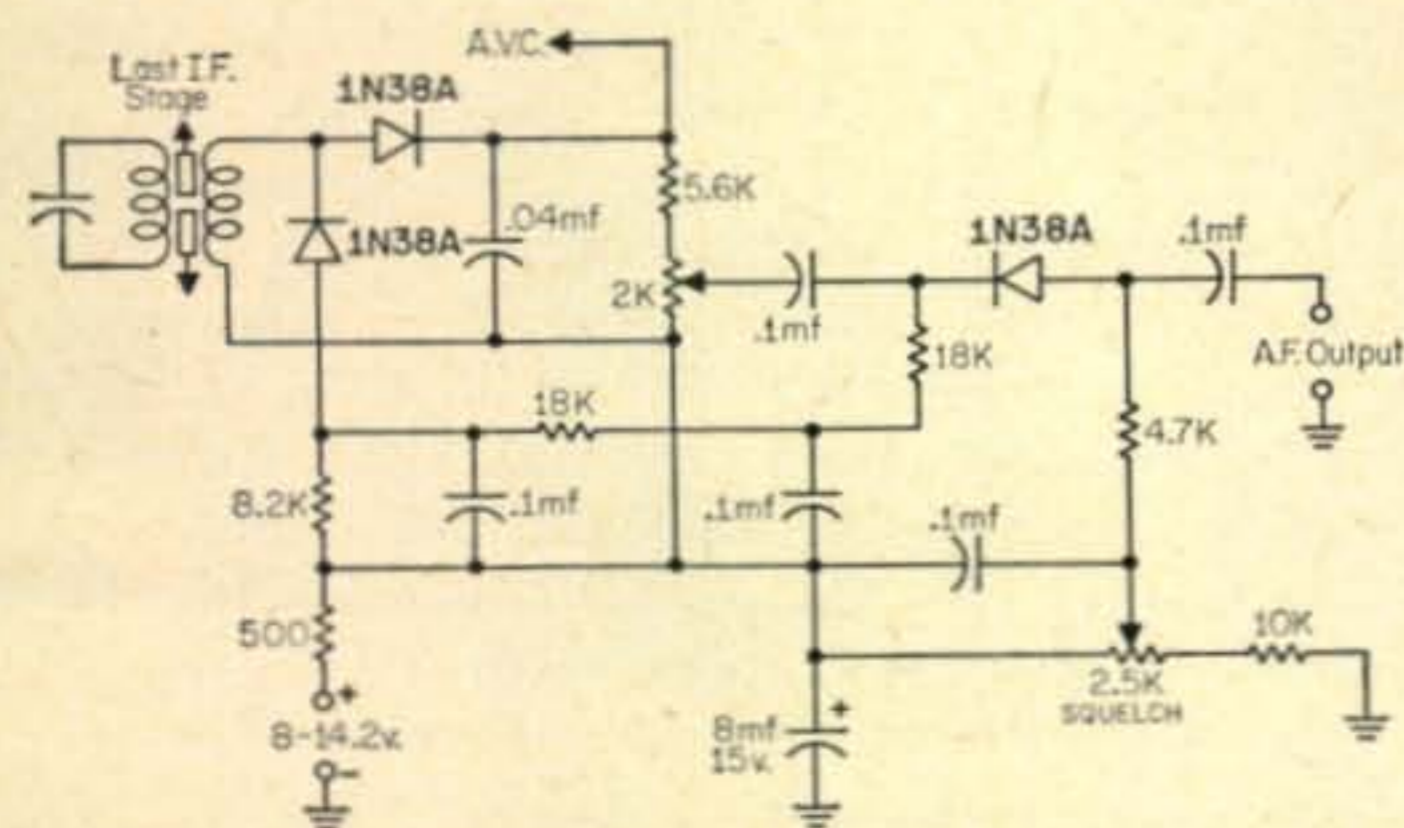 A.V.C.
Last I.F.
Stage
1N38A
5.6K
.04mf
1N38A
2K
.1mf
1N38A
.1mf
18K
A.F. Output
18K
4.7K
8.2K
.1mf
.1mf
.1mf
500
+
8-14.2v.
−
10K
2.5K
SQUELCH
+
8mf
15v.